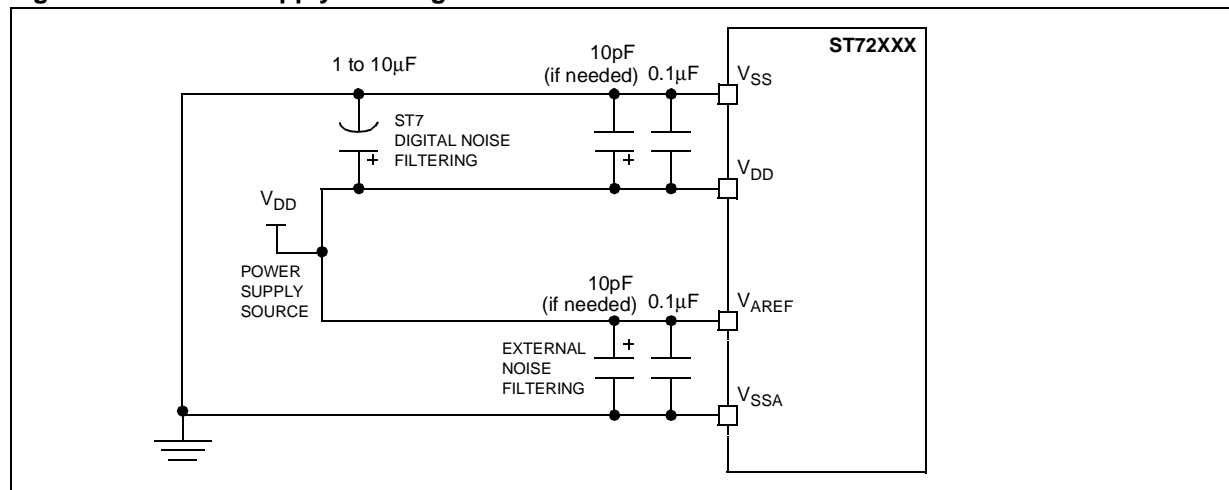 ST72XXX
10pF
1 to 10μF
(if needed) 0.1μF
VSS
ST7
DIGITAL NOISE
+ FILTERING
+
VDD
VDD
POWER
SUPPLY
SOURCE
10pF
(if needed) 0.1μF
VAREF
EXTERNAL +
NOISE
FILTERING
VSSA